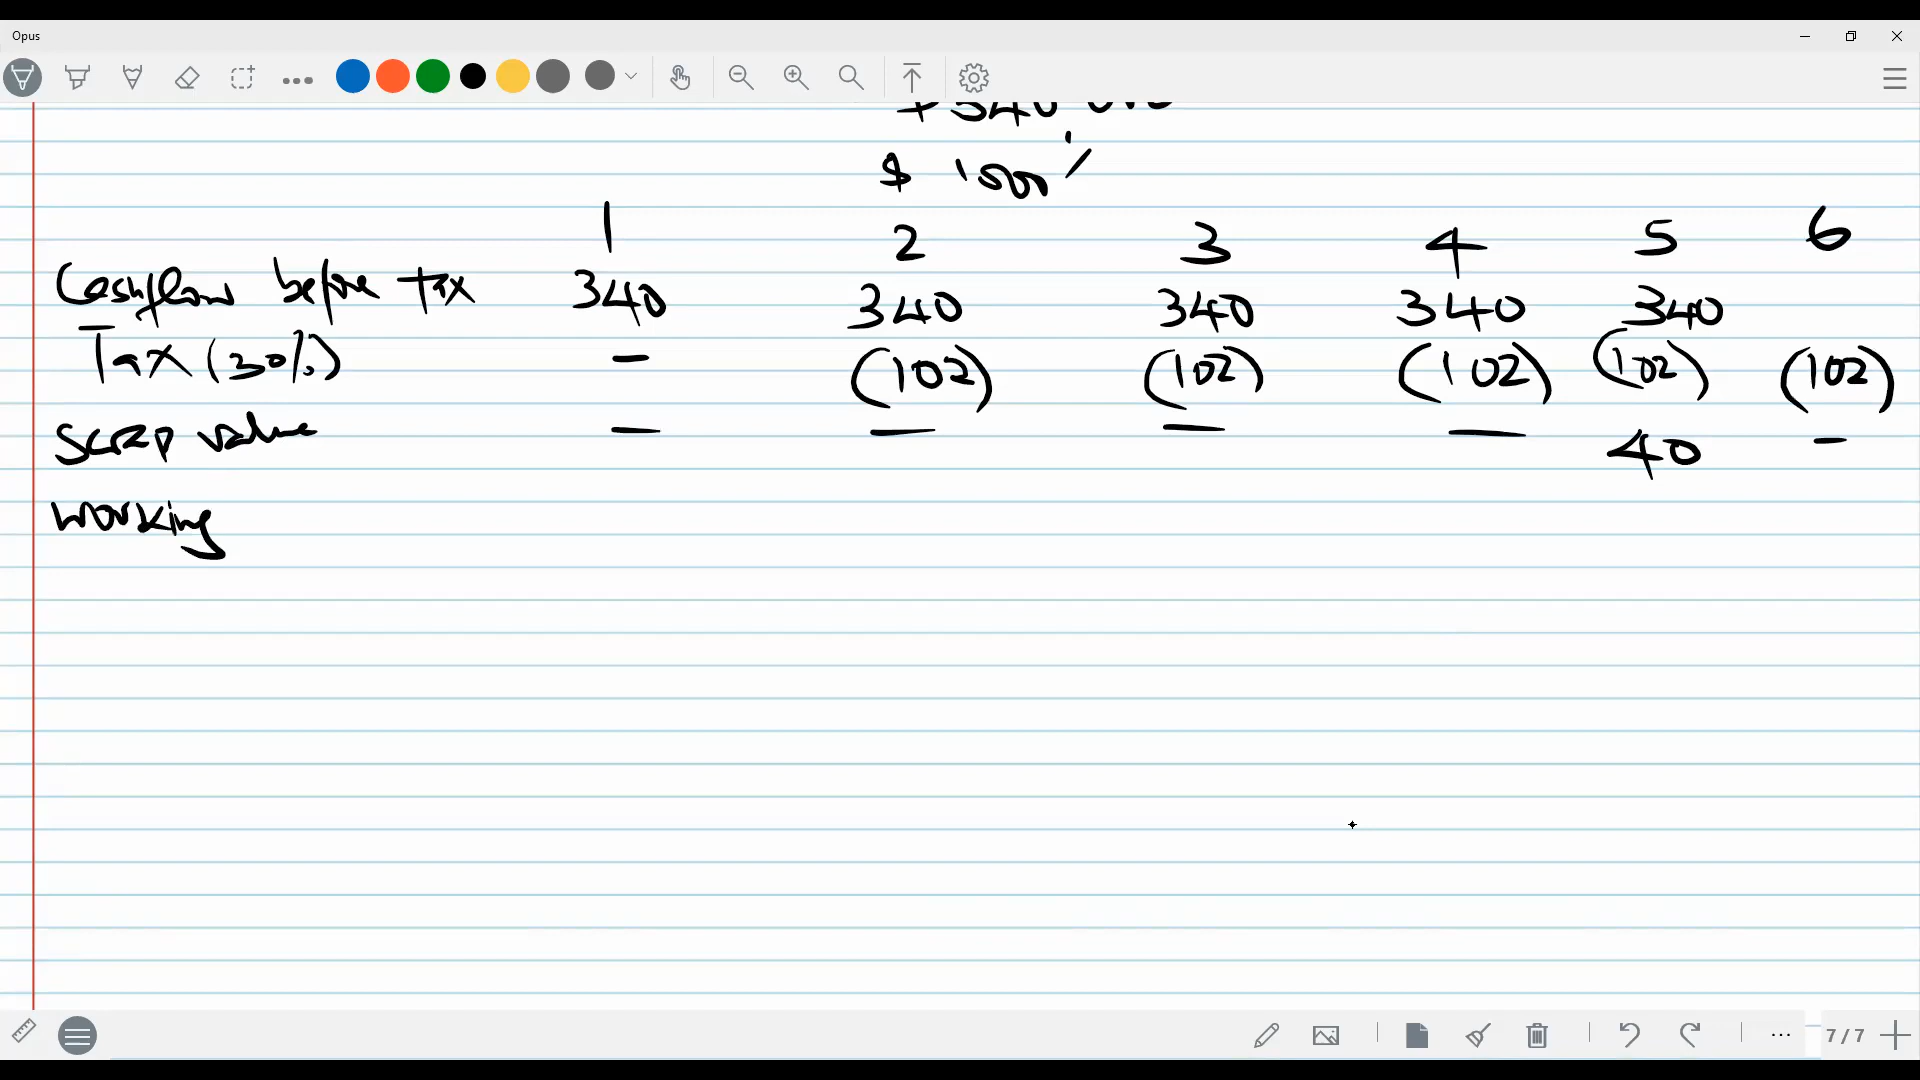 Opus
$ '000'
1 2 3 4 5 6
Cashflow before tax 340 340 340 340 340
Tax (30%) - (102) (102) (102) (102) (102)
Scrap value - - - - 40 -
working
7 / 7